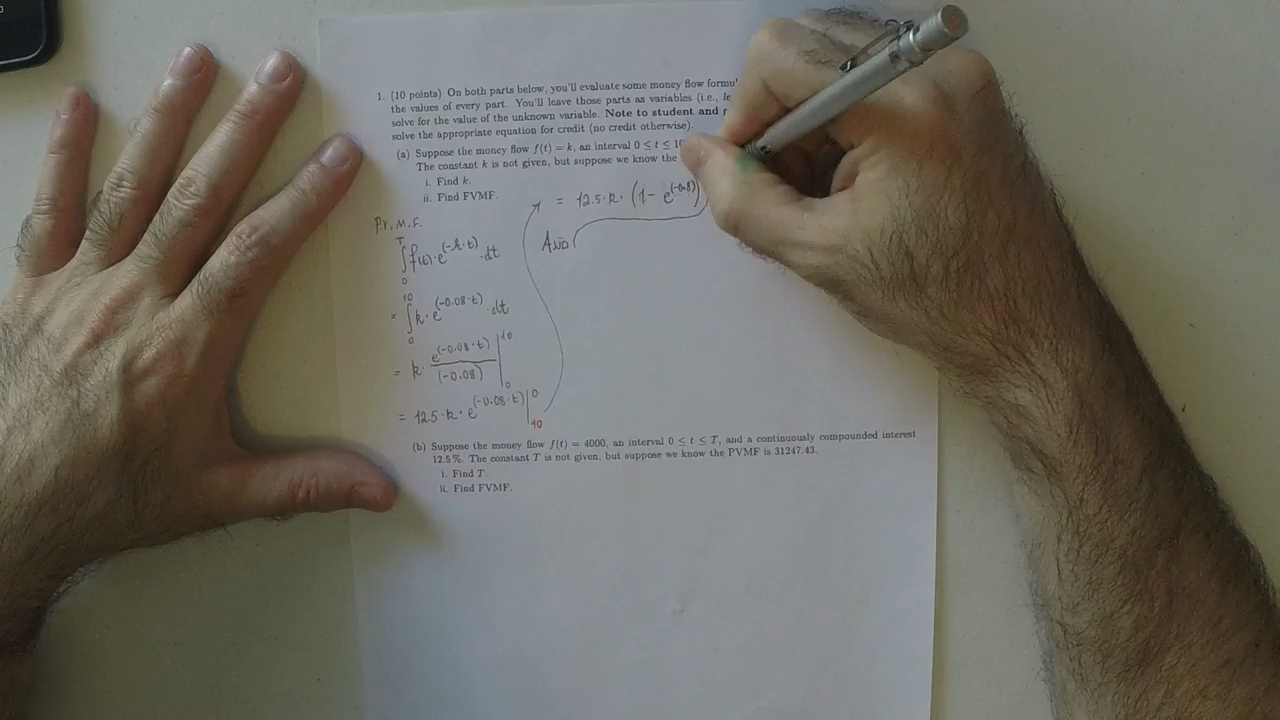 1. (10 points) On both parts below, you'll evaluate some money flow formu
the values of every part. You'll leave those parts as variables (i.e.,
solve for the value of the unknown variable. Note to student and
solve the appropriate equation for credit (no credit otherwise).
(a) Suppose the money flow f(t) = k, an interval 0 ≤ t ≤ 10
The constant k is not given, but suppose we know the
i. Find k.
ii. Find FVMF.
= 12.5·k·(1- e^(-0.8))
AND
P.V.M.F.
∫_0^T f(t)·e^(-r·t)·dt
= ∫_0^10 k·e^(-0.08·t)·dt
= k· e^(-0.08·t)/(-0.08) |_0^10
= 12.5·k·e^(-0.08·t) |_10^0
(b) Suppose the money flow f(t) = 4000, an interval 0 ≤ t ≤ T, and a continuously compounded interest
12.5%. The constant T is not given, but suppose we know the PVMF is 31247.43.
i. Find T.
ii. Find FVMF.